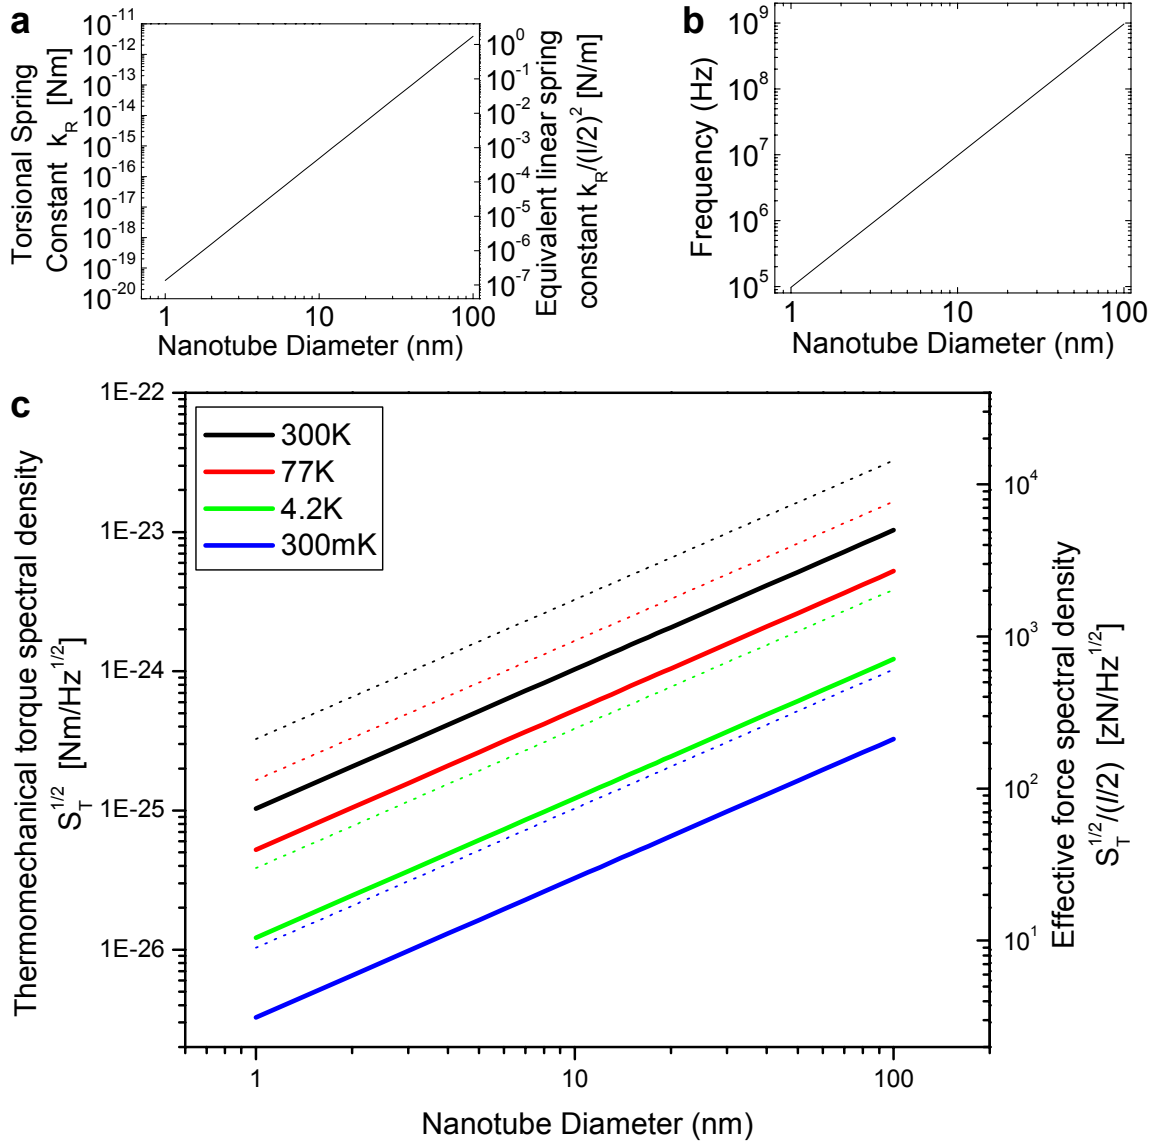 a
Torsional Spring
Constant k_R [Nm]
10^-11
10^-12
10^-13
10^-14
10^-15
10^-16
10^-17
10^-18
10^-19
10^-20
10^0
10^-1
10^-2
10^-3
10^-4
10^-5
10^-6
10^-7
Equivalent linear spring
constant k_R/(l/2)^2 [N/m]
1 10 100
Nanotube Diameter (nm)
b
Frequency (Hz)
10^9
10^8
10^7
10^6
10^5
1 10 100
Nanotube Diameter (nm)
c
Thermomechanical torque spectral density
S_T^1/2 [Nm/Hz^1/2]
1E-22
1E-23
1E-24
1E-25
1E-26
300K
77K
4.2K
300mK
10^4
10^3
10^2
10^1
Effective force spectral density
S_T^1/2/(l/2) [zN/Hz^1/2]
1 10 100
Nanotube Diameter (nm)